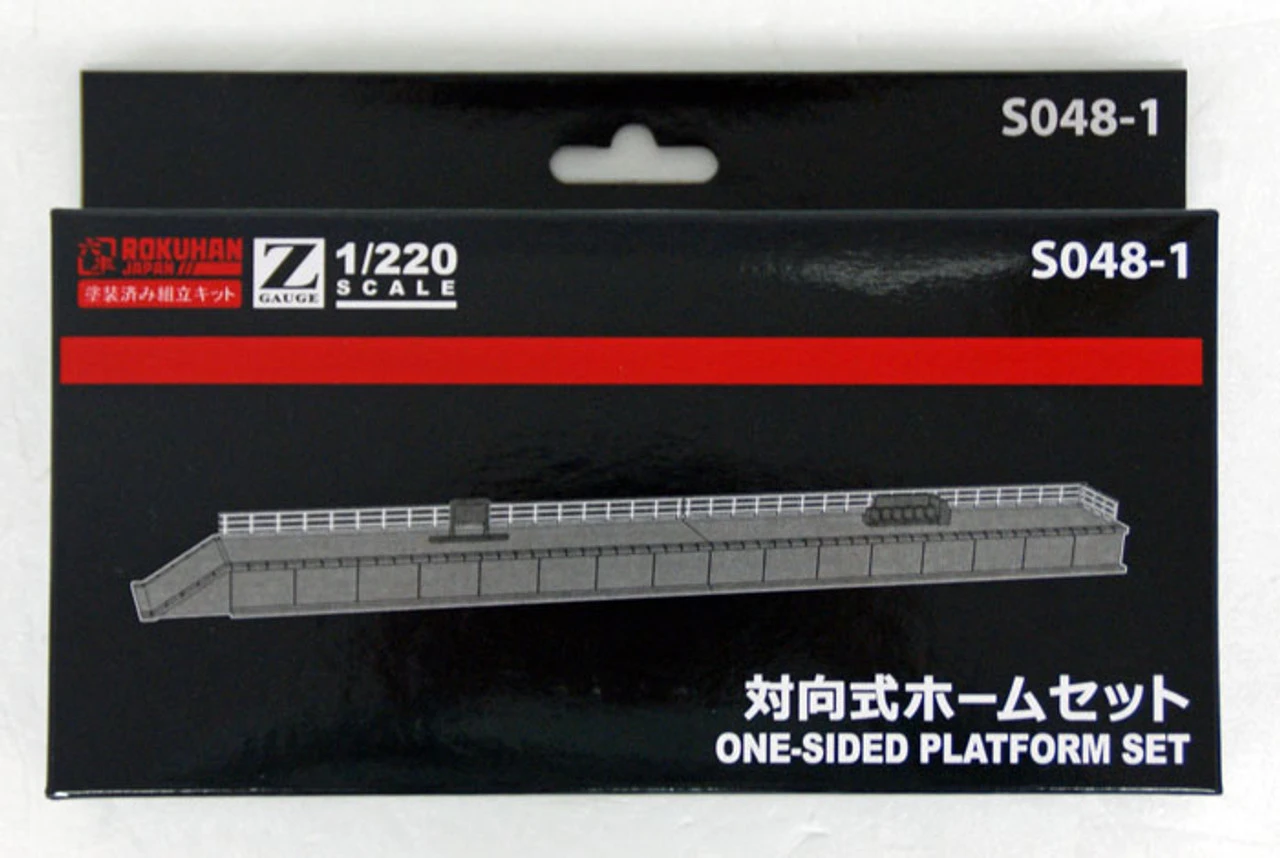 S048-1
ROKUHAN
JAPAN
塗装済み組立キット
Z
GAUGE
1/220
SCALE
S048-1
対向式ホームセット
ONE-SIDED PLATFORM SET